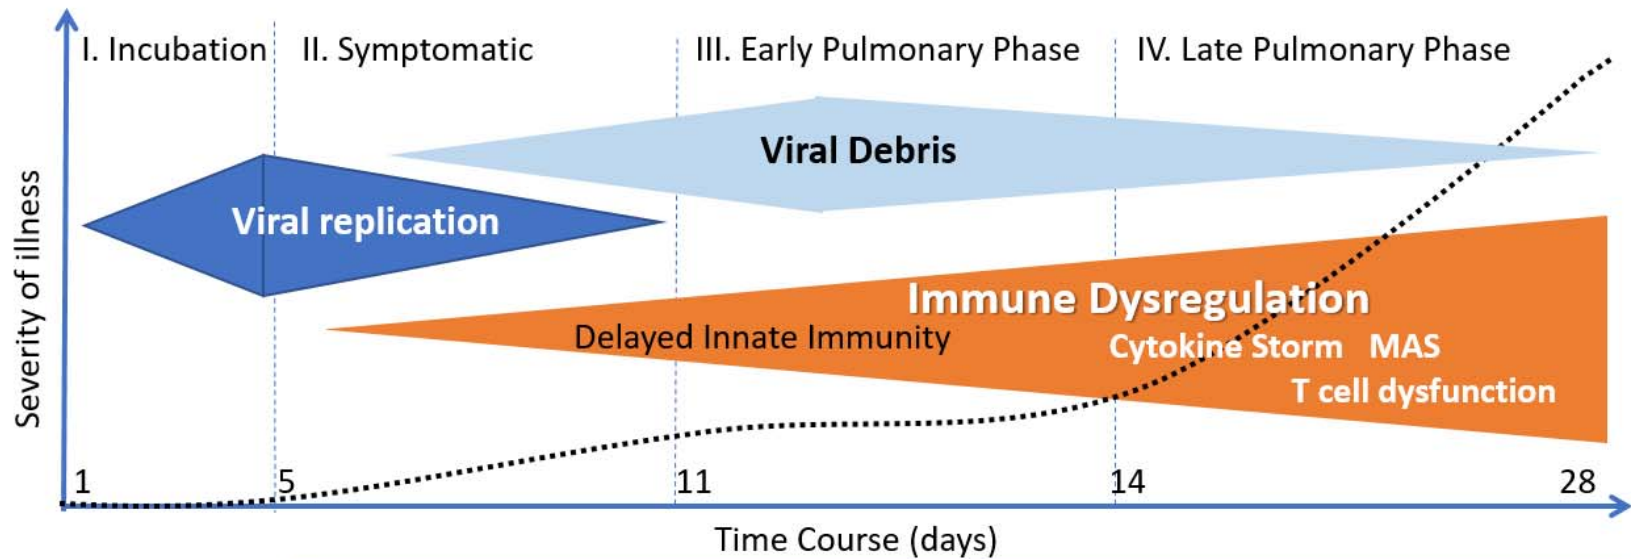 I. Incubation
II. Symptomatic
III. Early Pulmonary Phase
IV. Late Pulmonary Phase
Viral Debris
Viral replication
Immune Dysregulation
Delayed Innate Immunity
Cytokine Storm MAS
T cell dysfunction
Severity of illness
1 5 11 14 28
Time Course (days)